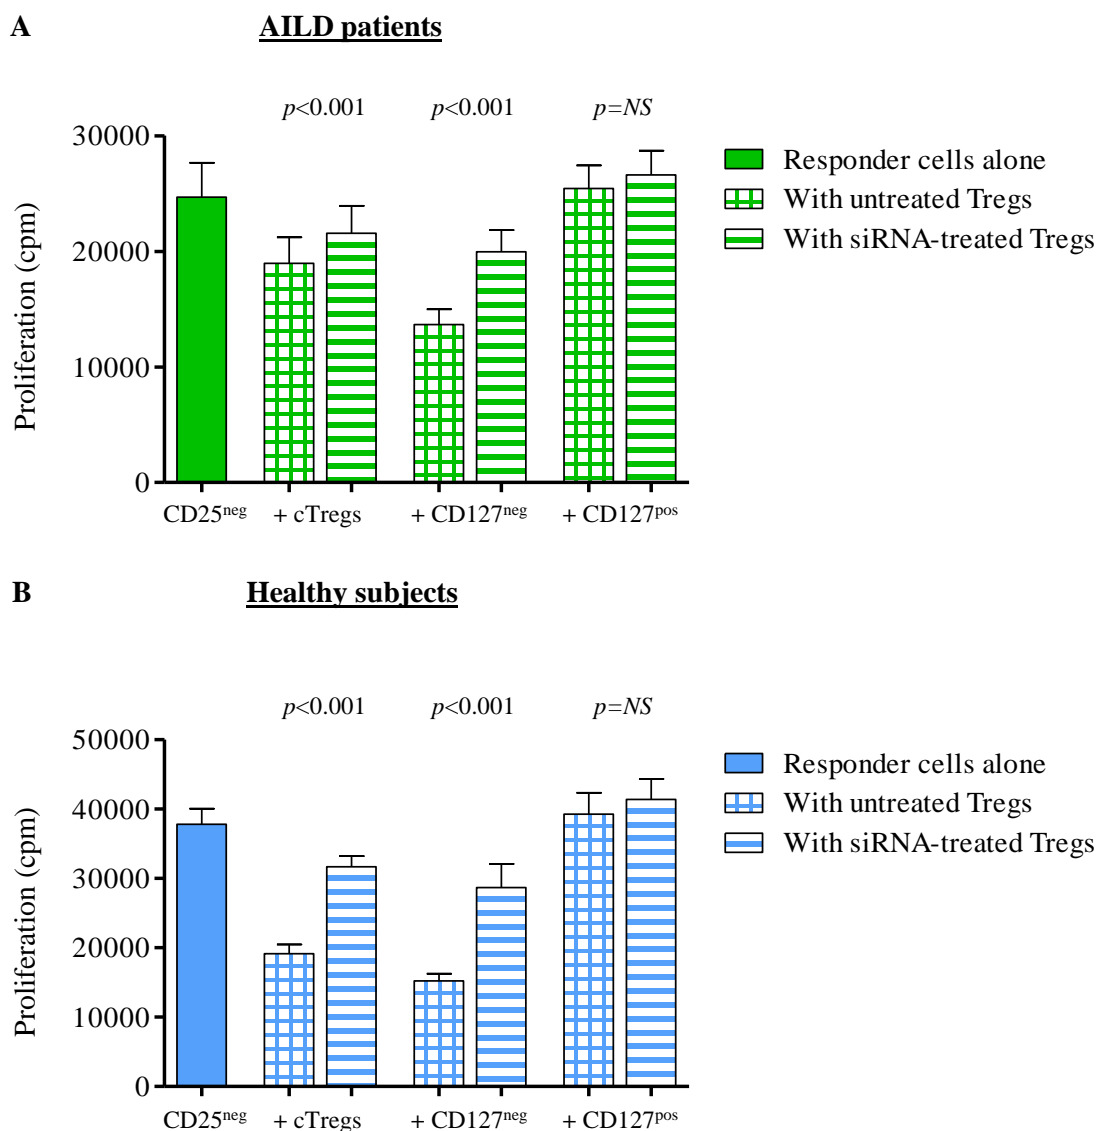 A
AILD patients
p<0.001 p<0.001 p=NS
30000
20000
10000
0
Proliferation (cpm)
Responder cells alone
With untreated Tregs
With siRNA-treated Tregs
CD25neg + cTregs + CD127neg + CD127pos
B
Healthy subjects
p<0.001 p<0.001 p=NS
50000
40000
30000
20000
10000
0
Proliferation (cpm)
Responder cells alone
With untreated Tregs
With siRNA-treated Tregs
CD25neg + cTregs + CD127neg + CD127pos